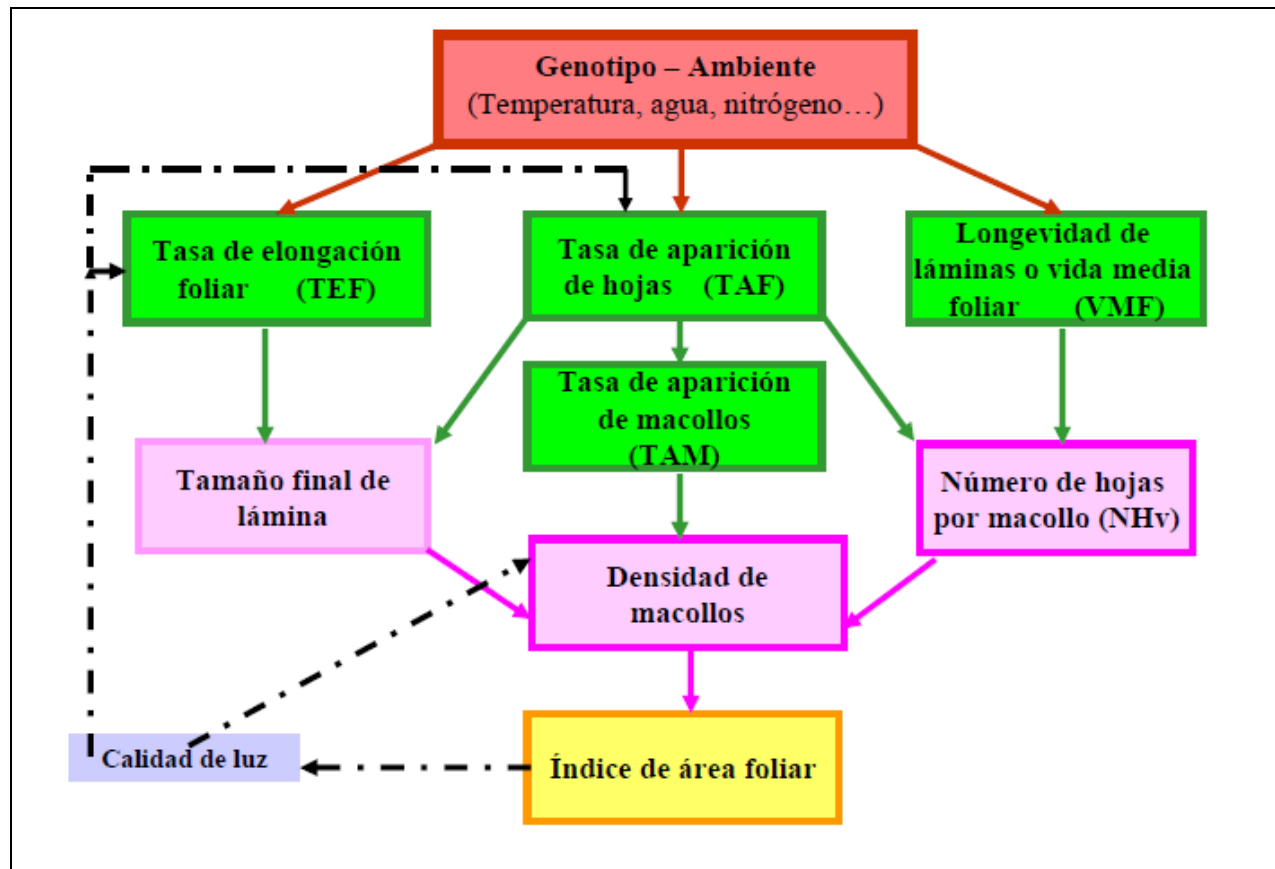 Genotipo – Ambiente
(Temperatura, agua, nitrógeno…)
Tasa de elongación
foliar (TEF)
Tasa de aparición
de hojas (TAF)
Longevidad de
láminas o vida media
foliar (VMF)
Tasa de aparición
de macollos
(TAM)
Tamaño final de
lámina
Número de hojas
por macollo (NHv)
Densidad de
macollos
Calidad de luz
Índice de área foliar